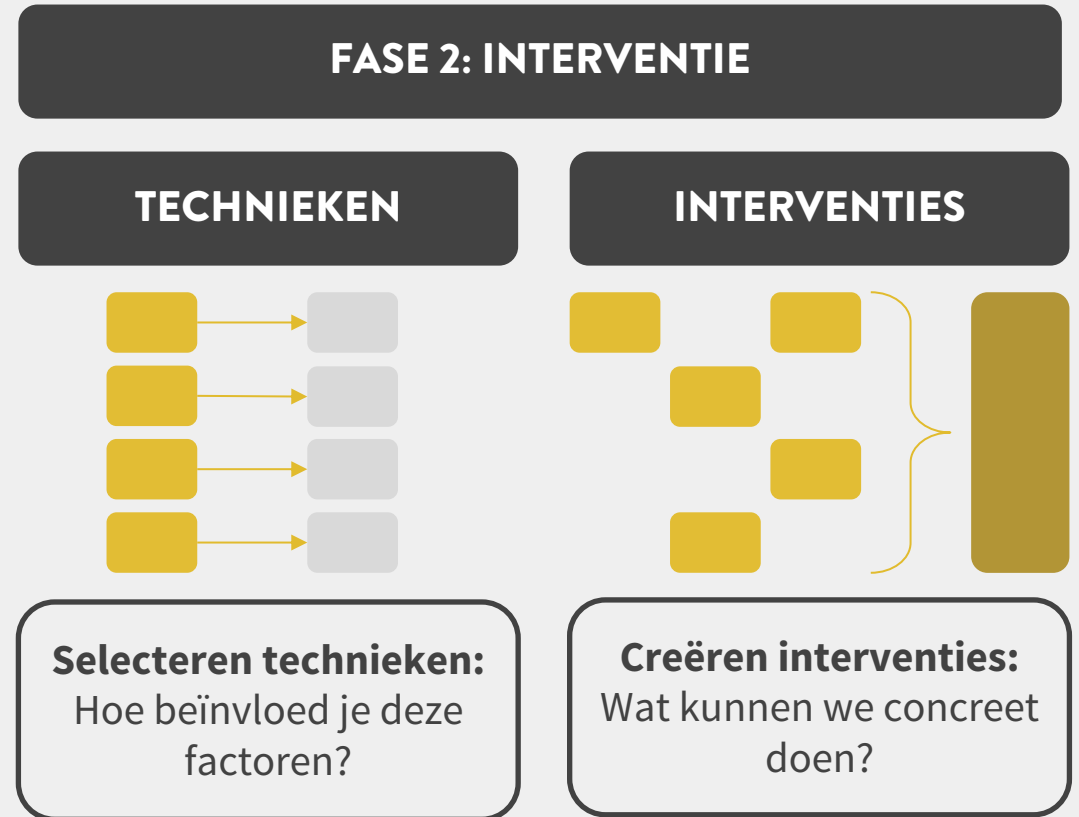 FASE 2: INTERVENTIE
TECHNIEKEN
INTERVENTIES
Selecteren technieken:
Hoe beïnvloed je deze
factoren?
Creëren interventies:
Wat kunnen we concreet
doen?